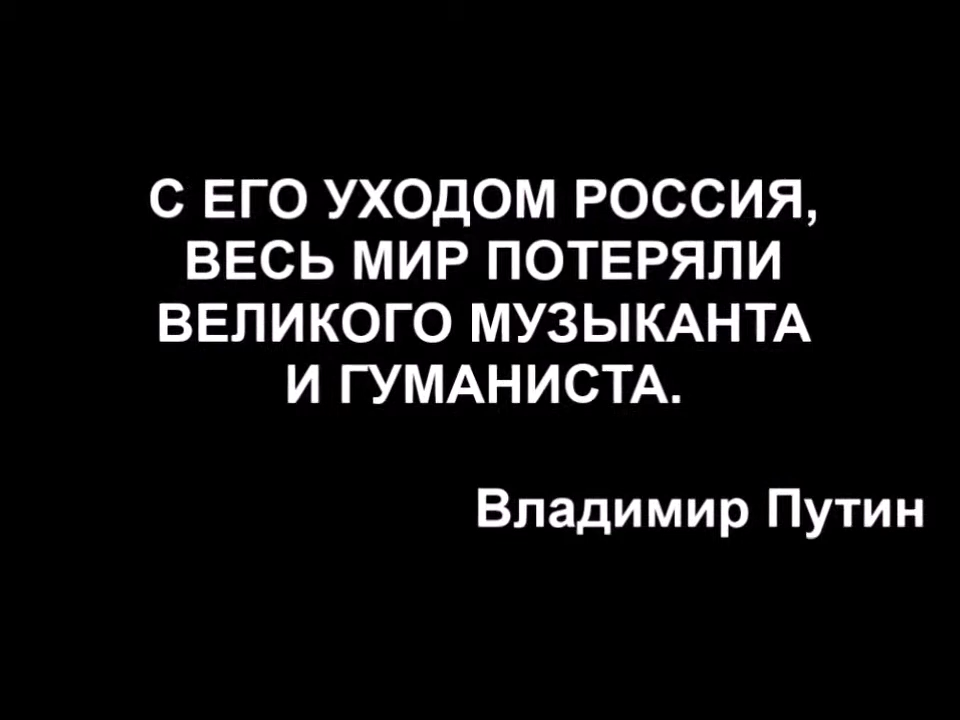 С ЕГО УХОДОМ РОССИЯ,
ВЕСЬ МИР ПОТЕРЯЛИ
ВЕЛИКОГО МУЗЫКАНТА
И ГУМАНИСТА.
Владимир Путин